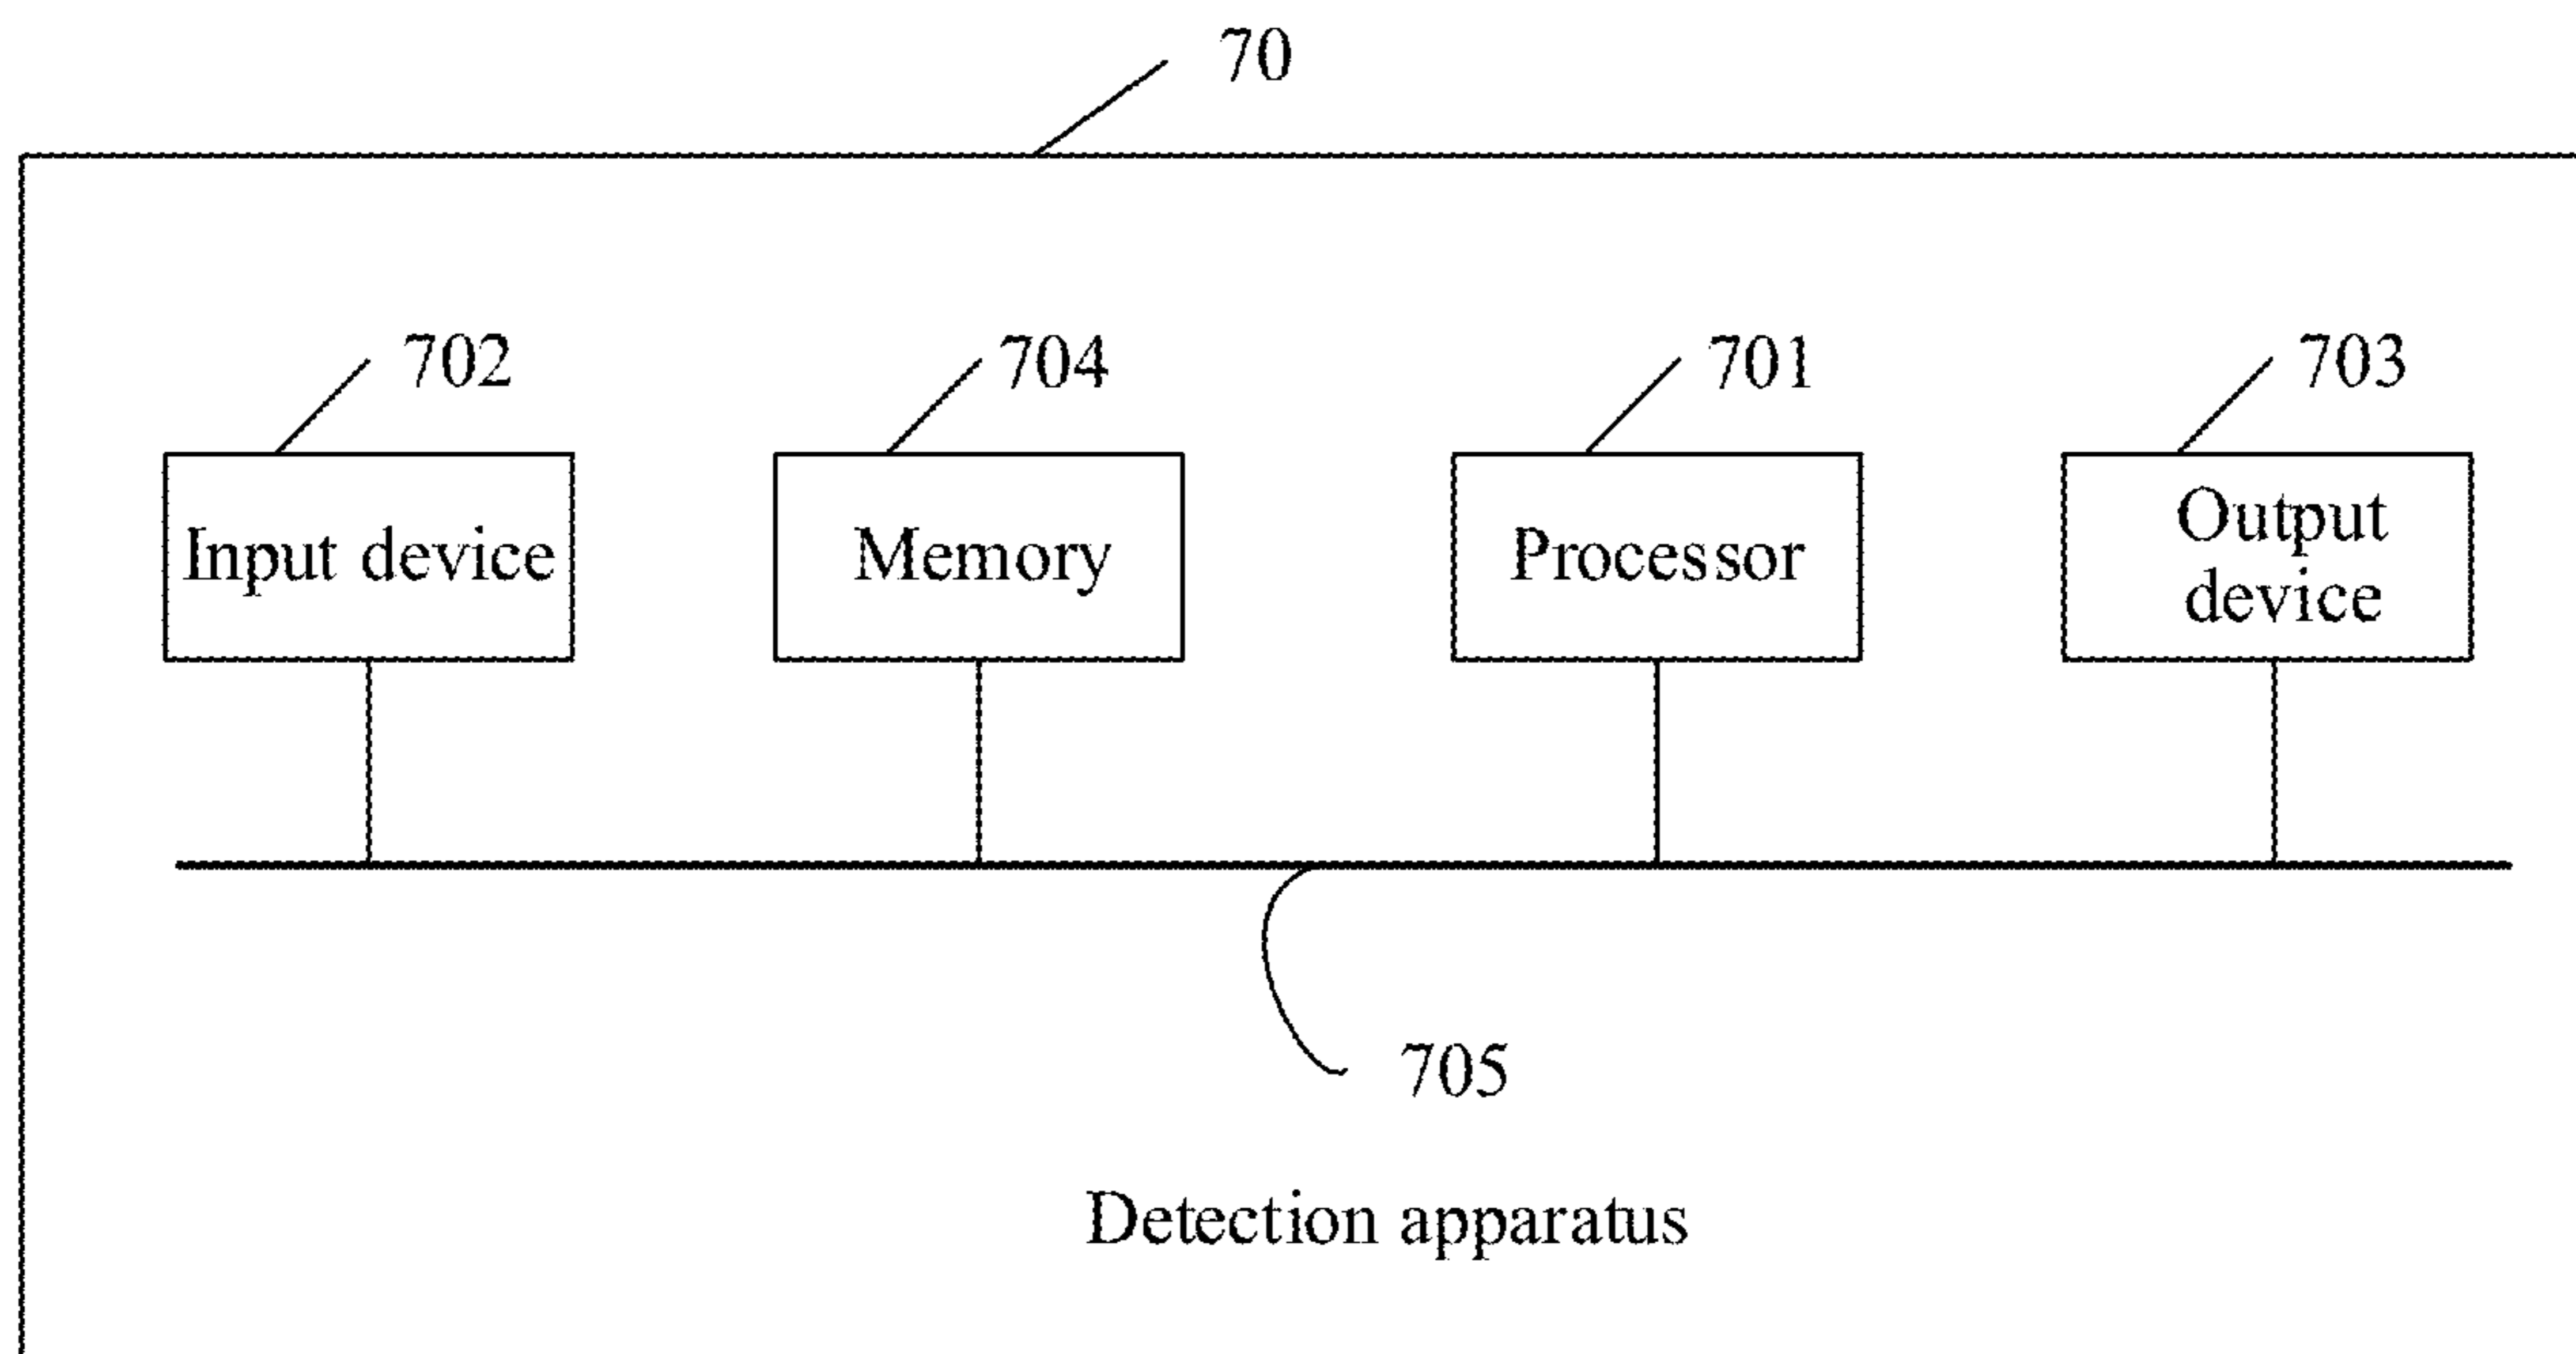 70
702
704
701
703
Input device
Memory
Processor
Output
device
705
Detection apparatus